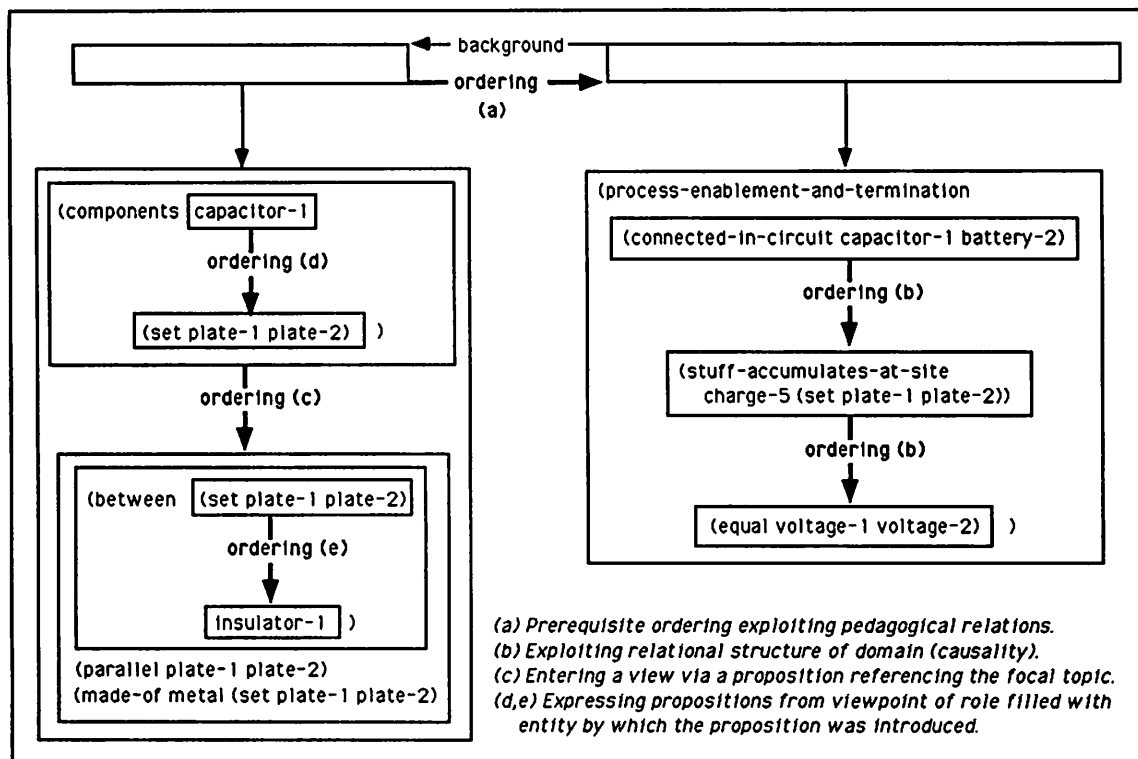 background
ordering
(a)
(components capacitor-1
ordering (d)
(set plate-1 plate-2) )
ordering (c)
(between (set plate-1 plate-2)
ordering (e)
insulator-1 )
(parallel plate-1 plate-2)
(made-of metal (set plate-1 plate-2)
(process-enablement-and-termination
(connected-in-circuit capacitor-1 battery-2)
ordering (b)
(stuff-accumulates-at-site
charge-5 (set plate-1 plate-2))
ordering (b)
(equal voltage-1 voltage-2) )
(a) Prerequisite ordering exploiting pedagogical relations.
(b) Exploiting relational structure of domain (causality).
(c) Entering a view via a proposition referencing the focal topic.
(d,e) Expressing propositions from viewpoint of role filled with
entity by which the proposition was introduced.